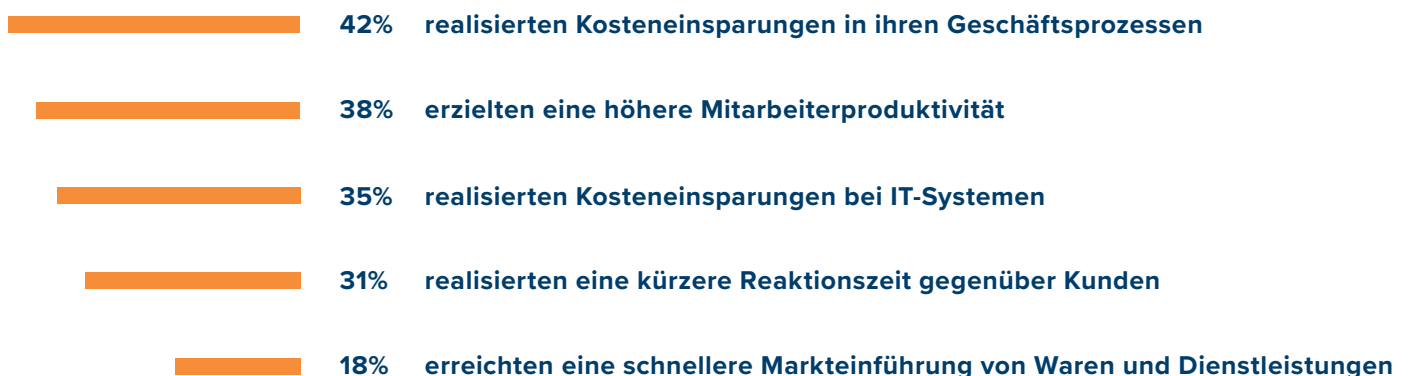 42% realisierten Kosteneinsparungen in ihren Geschäftsprozessen
38% erzielten eine höhere Mitarbeiterproduktivität
35% realisierten Kosteneinsparungen bei IT-Systemen
31% realisierten eine kürzere Reaktionszeit gegenüber Kunden
18% erreichten eine schnellere Markteinführung von Waren und Dienstleistungen